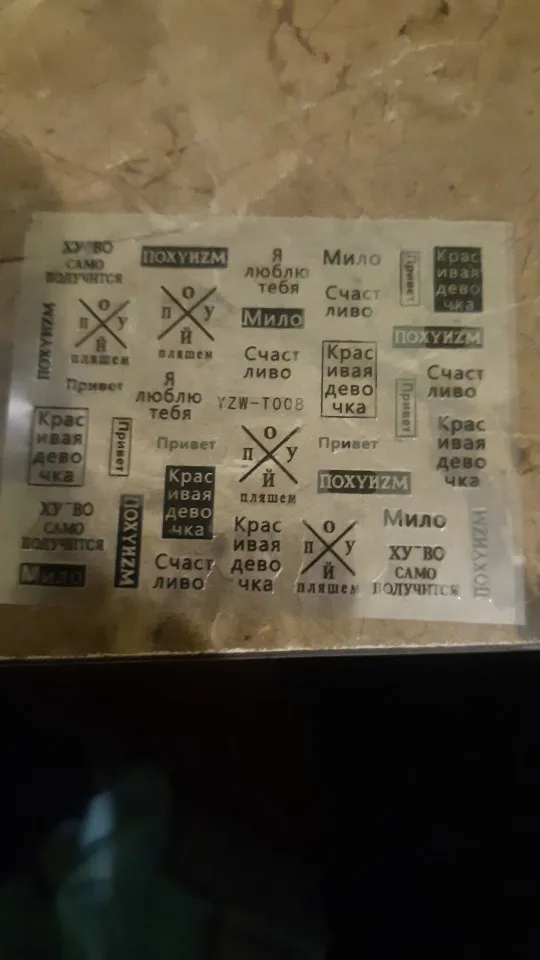 ХУ~ВО
САМО
ПОЛУЧИТСЯ
ПОХУИZМ
Я
люблю
тебя
Мило
Привет
Крас
ивая
дево
чка
ПОХУИZМ
О
П У
Й
пляшем
О
П У
Й
пляшем
Мило
Счаст
ливо
ПОХУИZМ
Привет
Я
люблю
тебя
Счаст
ливо
YZW-T008
Крас
ивая
дево
чка
Привет
Счаст
ливо
Крас
ивая
дево
чка
Привет
Привет
О
П У
Й
пляшем
Привет
Крас
ивая
дево
чка
ПОХУИZМ
ХУ~ВО
САМО
ПОЛУЧИТСЯ
ПОХУИZМ
Крас
ивая
дево
чка
Крас
ивая
дево
чка
О
П У
Й
пляшем
Мило
ХУ~ВО
САМО
ПОЛУЧИТСЯ
ПОХУИZМ
Мило
Счаст
ливо